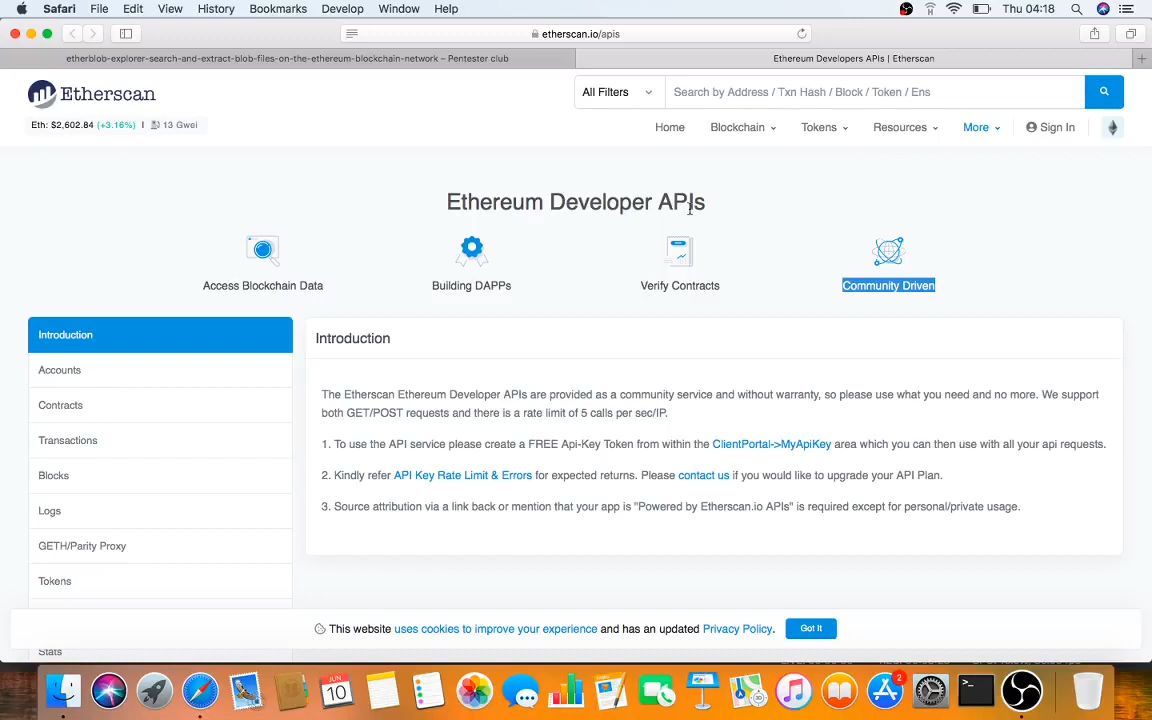 Safari File Edit View History Bookmarks Develop Window Help Thu 04:18
etherscan.io/apis
etherblob-explorer-search-and-extract-blob-files-on-the-ethereum-blockchain-network – Pentester club
Ethereum Developers APIs | Etherscan
Etherscan
All Filters
Search by Address / Txn Hash / Block / Token / Ens
Eth: $2,602.84 (+3.16%) | 13 Gwei
Home Blockchain Tokens Resources More Sign In
Ethereum Developer APIs
Access Blockchain Data Building DAPPs Verify Contracts Community Driven
Introduction
Accounts
Contracts
Transactions
Blocks
Logs
GETH/Parity Proxy
Tokens
Stats
Introduction
The Etherscan Ethereum Developer APIs are provided as a community service and without warranty, so please use what you need and no more. We support
both GET/POST requests and there is a rate limit of 5 calls per sec/IP.
1. To use the API service please create a FREE Api-Key Token from within the ClientPortal->MyApiKey area which you can then use with all your api requests.
2. Kindly refer API Key Rate Limit & Errors for expected returns. Please contact us if you would like to upgrade your API Plan.
3. Source attribution via a link back or mention that your app is "Powered by Etherscan.io APIs" is required except for personal/private usage.
This website uses cookies to improve your experience and has an updated Privacy Policy. Got It
JUN
10
2